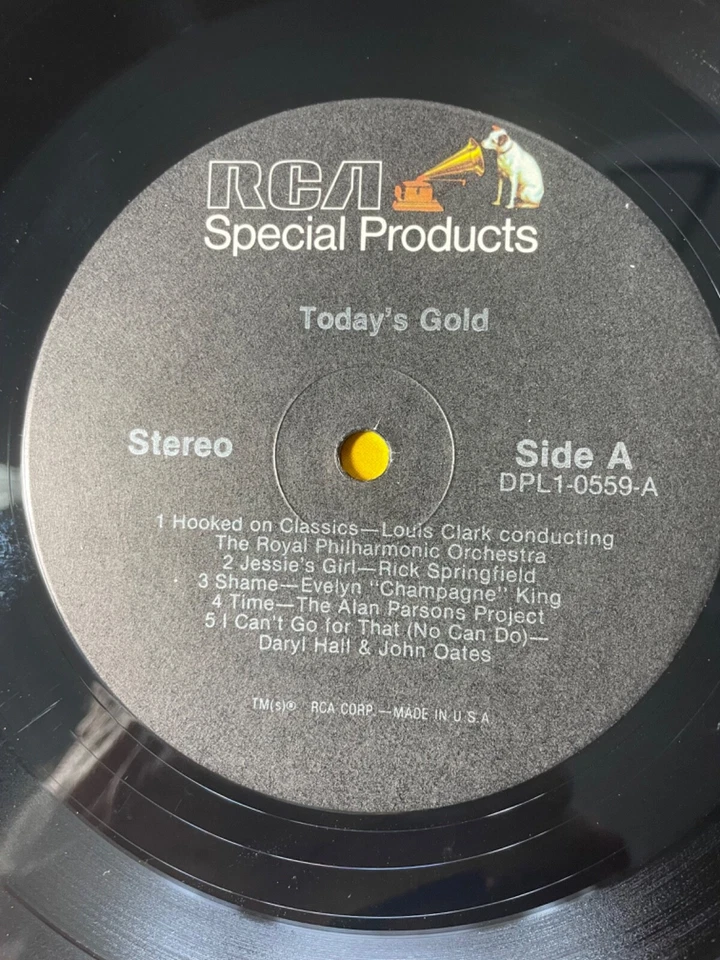 RCA
Special Products
Today's Gold
Stereo
Side A
DPL1-0559-A
1 Hooked on Classics—Louis Clark conducting
The Royal Philharmonic Orchestra
2 Jessie's Girl—Rick Springfield
3 Shame—Evelyn "Champagne" King
4 Time—The Alan Parsons Project
5 I Can't Go for That (No Can Do)—
Daryl Hall & John Oates
TM(s)® RCA CORP.—MADE IN U.S.A